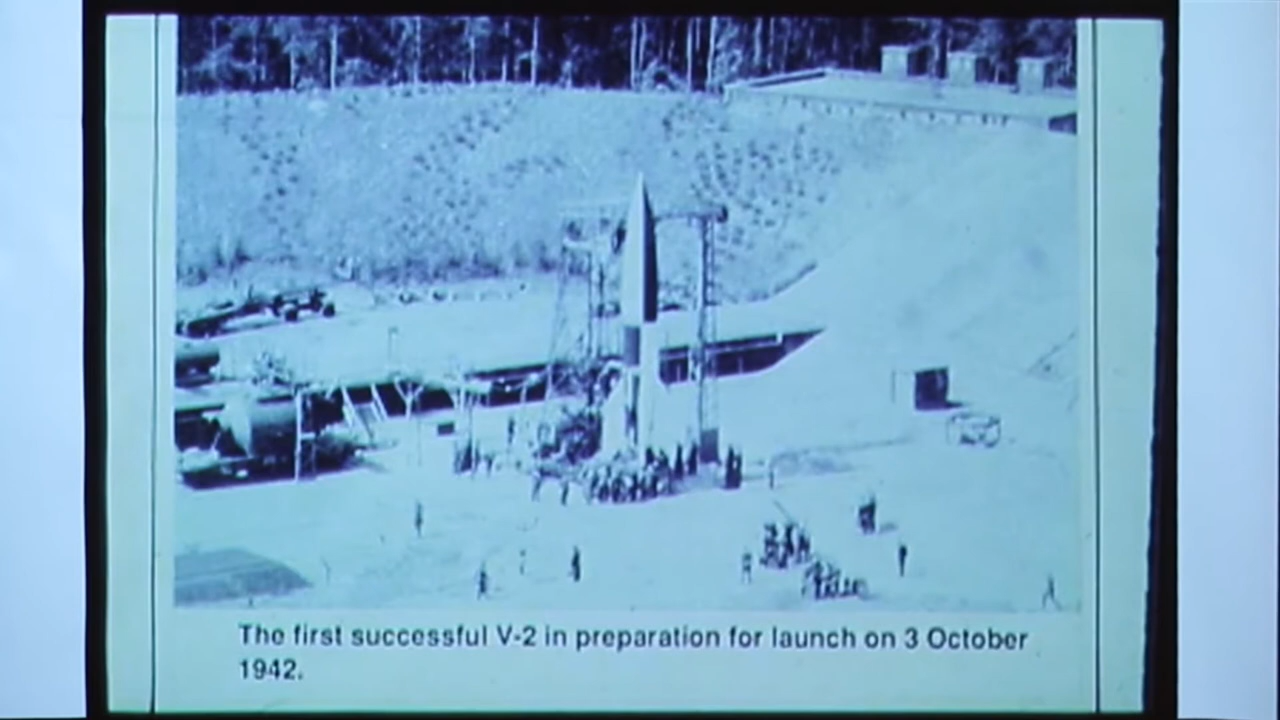 The first successful V-2 in preparation for launch on 3 October
1942.